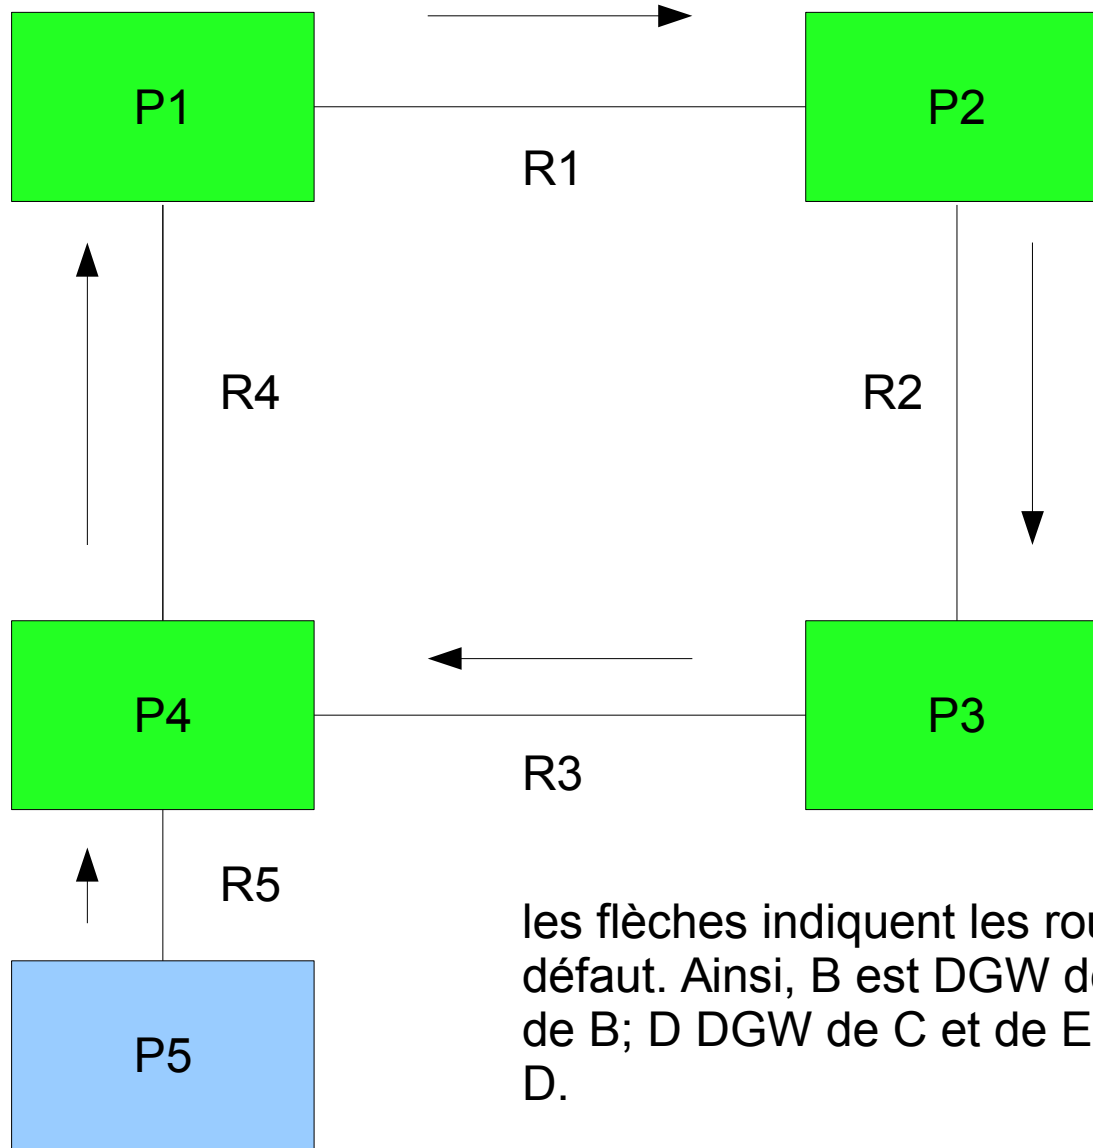 P1
P2
R1
R4
R2
P4
P3
R3
R5
les flèches indiquent les
défaut. Ainsi, B est DGW
de B; D DGW de C et de E
D.
P5